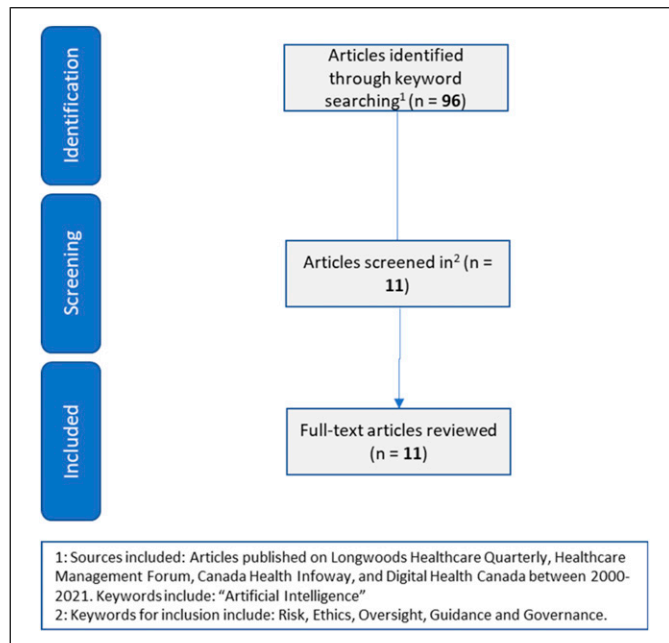 Identification
Articles identified
through keyword
searching¹ (n = 96)
Screening
Articles screened in² (n =
11)
Included
Full-text articles reviewed
(n = 11)
1: Sources included: Articles published on Longwoods Healthcare Quarterly, Healthcare
Management Forum, Canada Health Infoway, and Digital Health Canada between 2000-
2021. Keywords include: “Artificial Intelligence”
2: Keywords for inclusion include: Risk, Ethics, Oversight, Guidance and Governance.